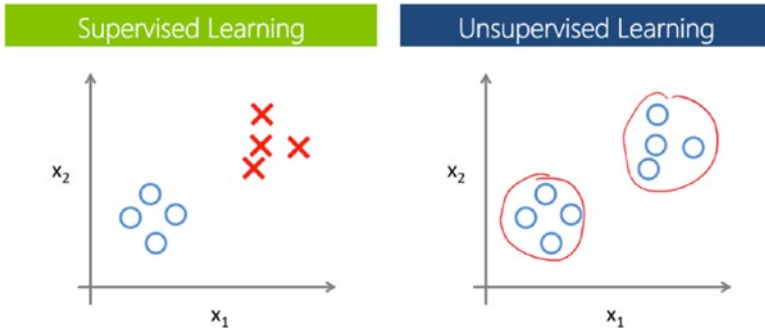 Supervised Learning
Unsupervised Learning
x₂
x₁
x₂
x₁